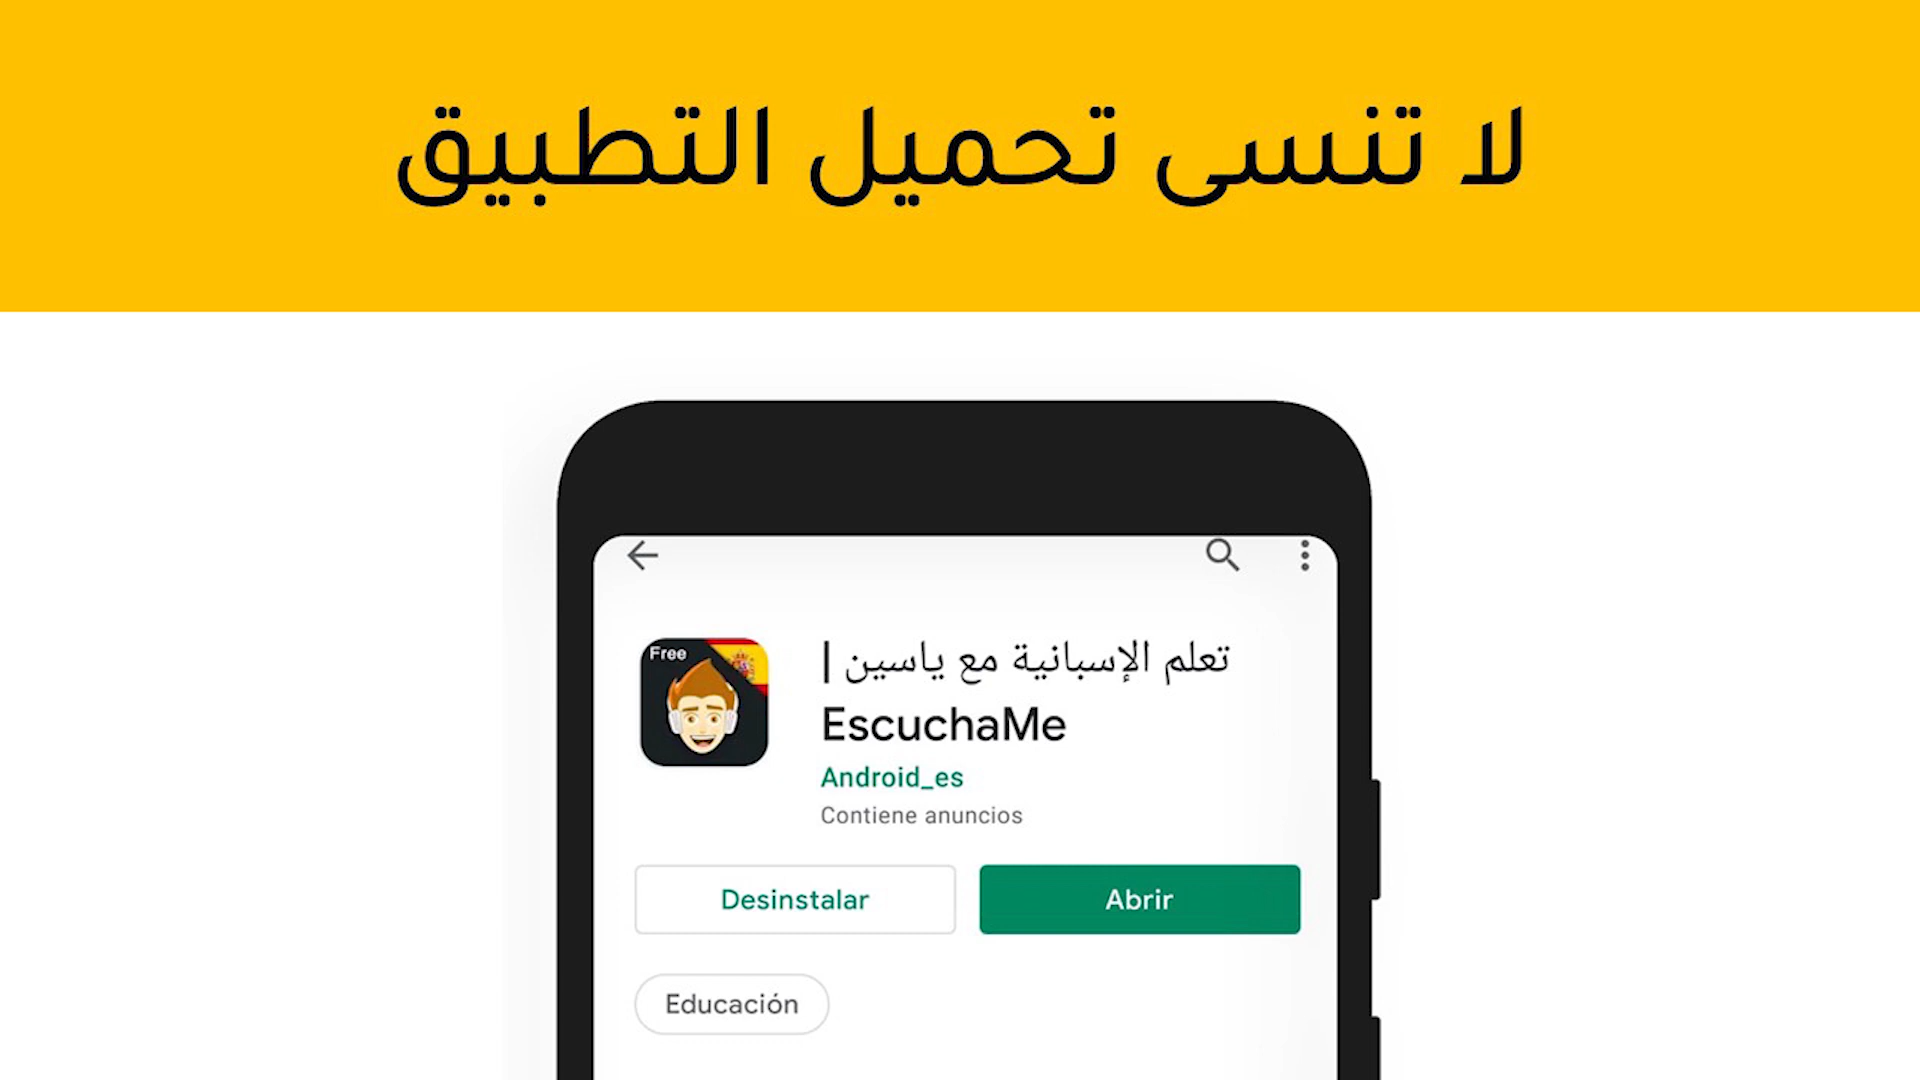 لا تنسى تحميل التطبيق
Free
تعلم الإسبانية مع ياسين |
EscuchaMe
Android_es
Contiene anuncios
Desinstalar
Abrir
Educación